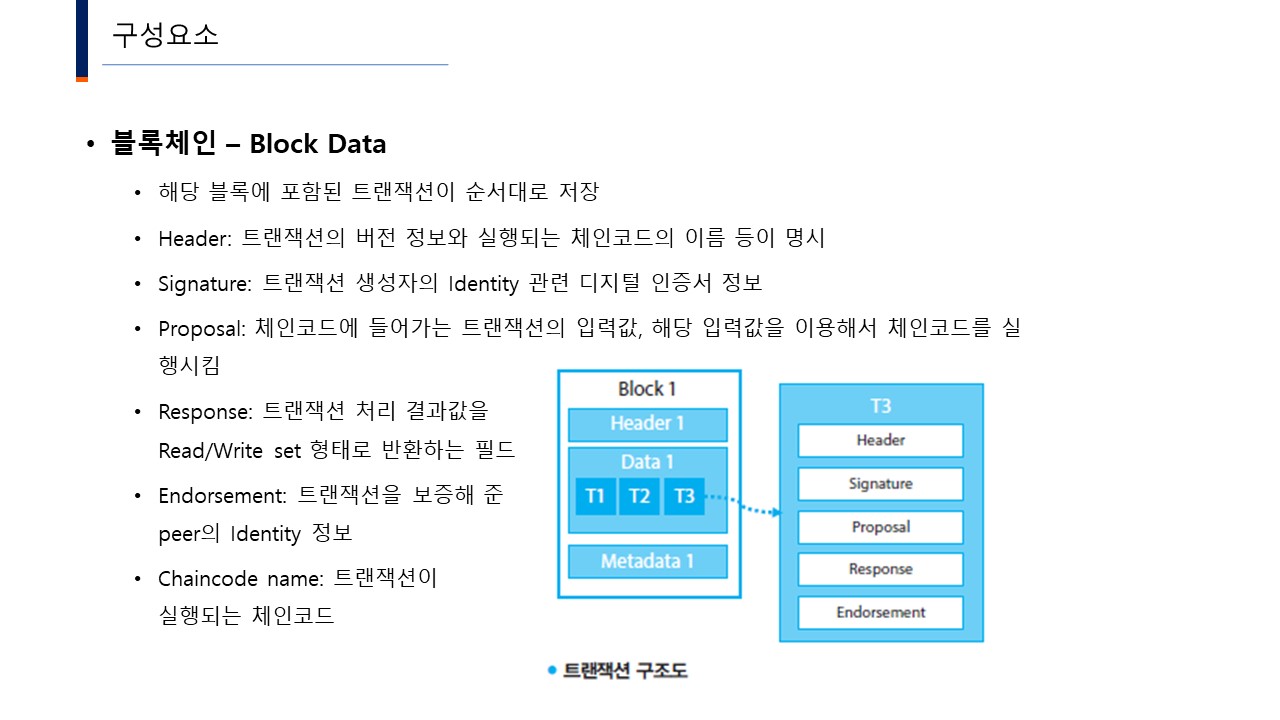 구성요소
• 블록체인 – Block Data
• 해당 블록에 포함된 트랜잭션이 순서대로 저장
• Header: 트랜잭션의 버전 정보와 실행되는 체인코드의 이름 등이 명시
• Signature: 트랜잭션 생성자의 Identity 관련 디지털 인증서 정보
• Proposal: 체인코드에 들어가는 트랜잭션의 입력값, 해당 입력값을 이용해서 체인코드를 실
행시킴
• Response: 트랜잭션 처리 결과값을
Read/Write set 형태로 반환하는 필드
• Endorsement: 트랜잭션을 보증해 준
peer의 Identity 정보
• Chaincode name: 트랜잭션이
실행되는 체인코드
Block 1
Header 1
Data 1
T1 T2 T3
Metadata 1
T3
Header
Signature
Proposal
Response
Endorsement
• 트랜잭션 구조도